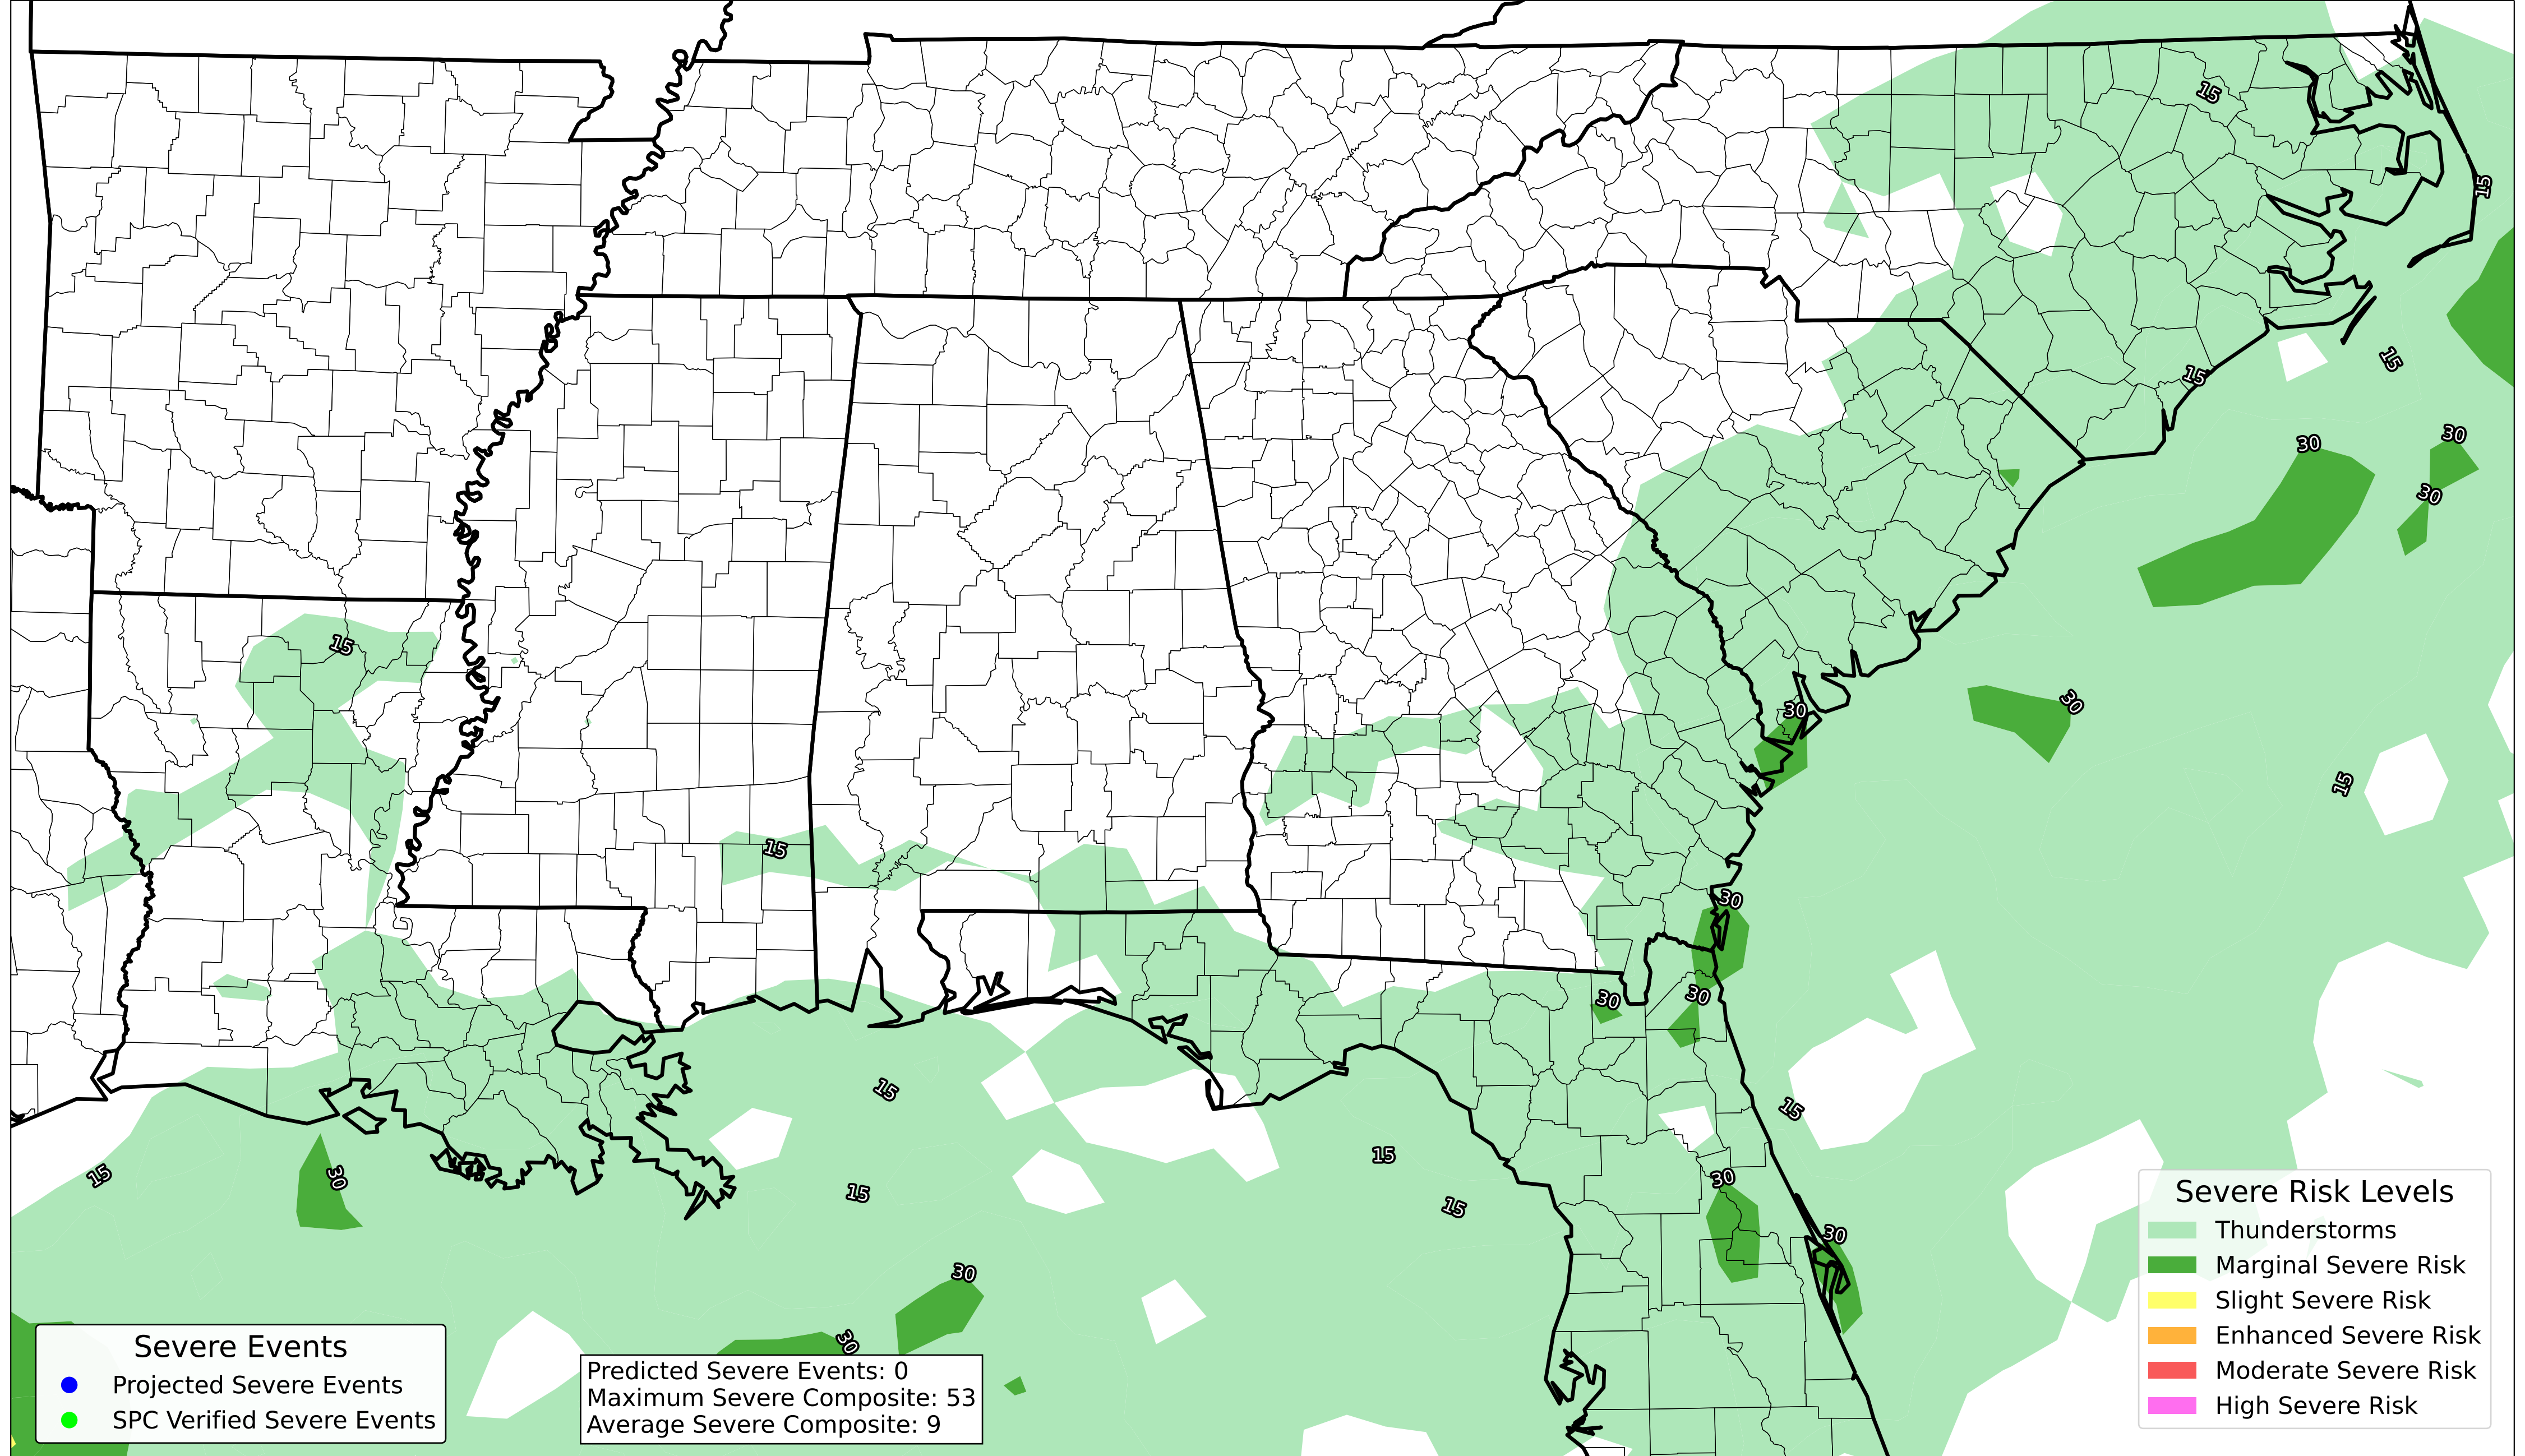 15
15
15
15
30
30
30
15
30
30
15
15
30
30
30
15
15
15
15
30
30
15
15
30
30
30
Severe Risk Levels
Thunderstorms
Marginal Severe Risk
Slight Severe Risk
Enhanced Severe Risk
Moderate Severe Risk
High Severe Risk
Severe Events
Projected Severe Events
SPC Verified Severe Events
Predicted Severe Events: 0
Maximum Severe Composite: 53
Average Severe Composite: 9